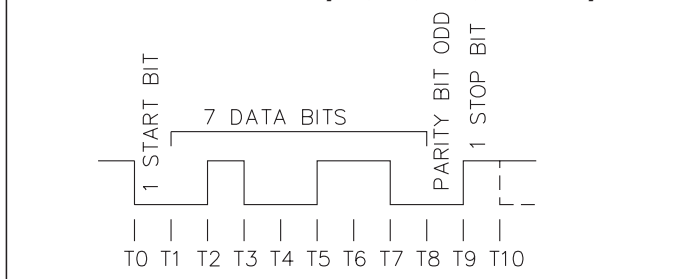 1 START BIT
7 DATA BITS
PARITY BIT ODD
1 STOP BIT
T0 T1 T2 T3 T4 T5 T6 T7 T8 T9 T10